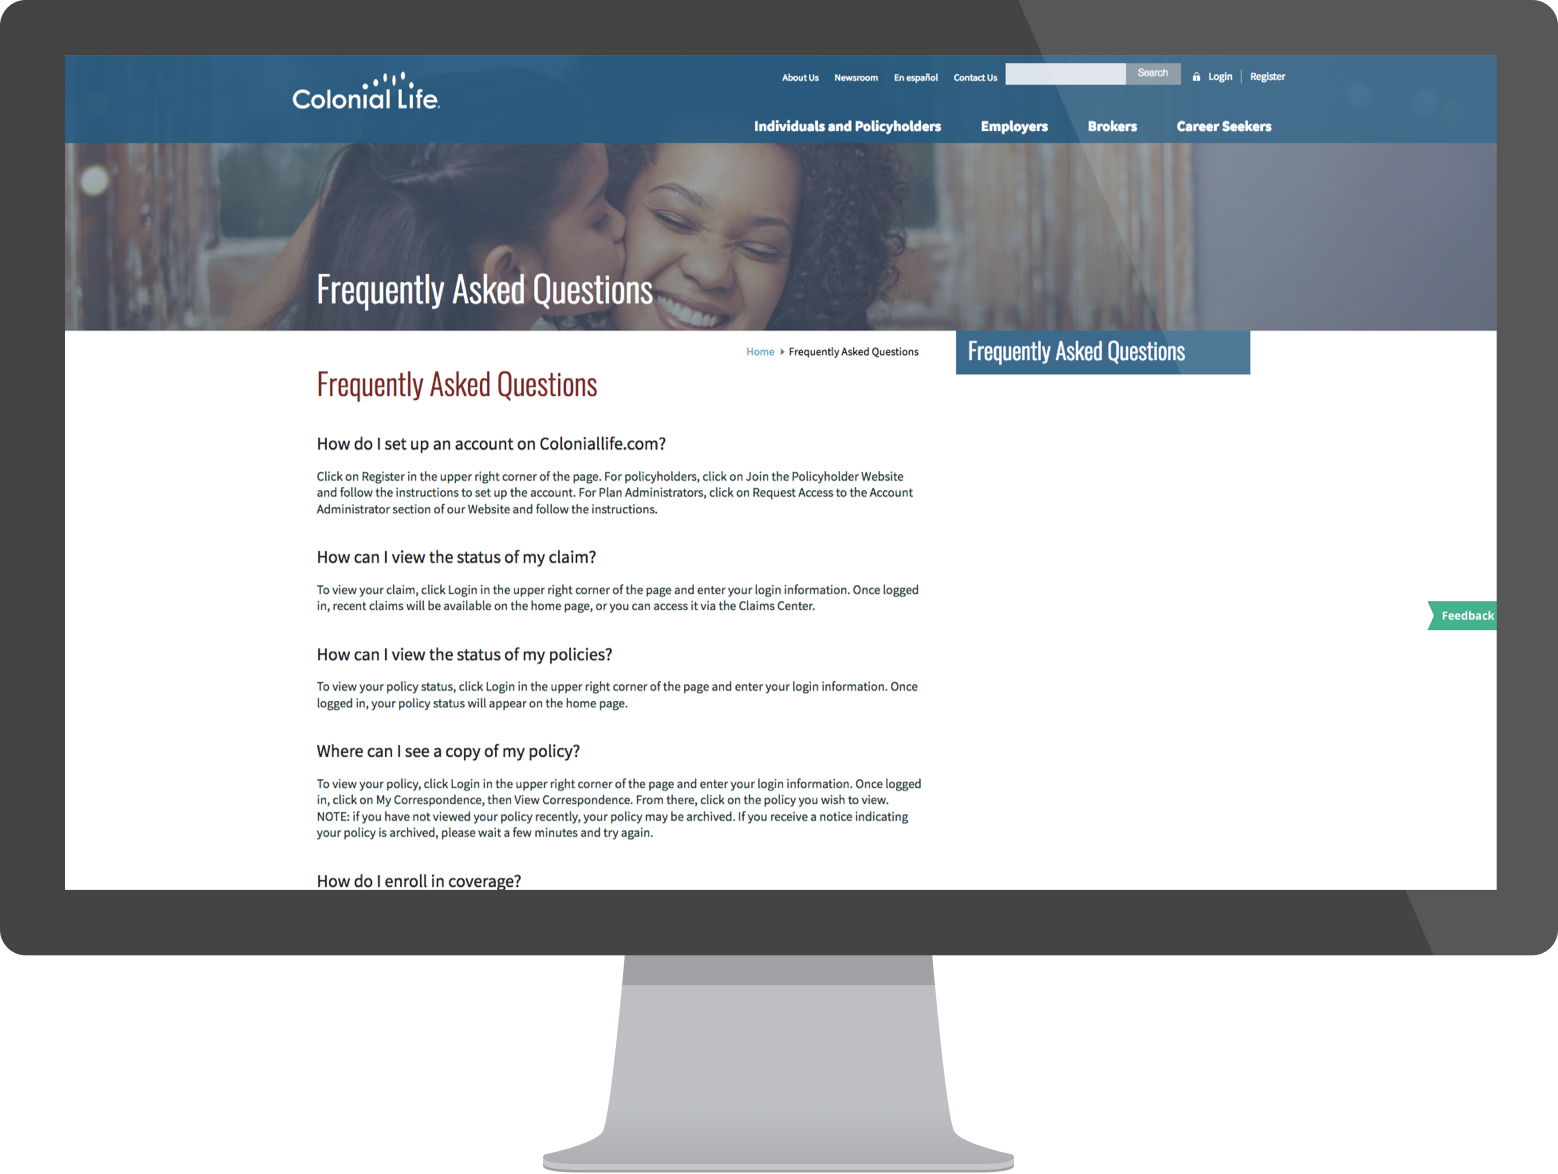 About Us Newsroom En español Contact Us Search Login Register
Colonial Life.
Individuals and Policyholders Employers Brokers Career Seekers
Frequently Asked Questions
Home Frequently Asked Questions
Frequently Asked Questions
Frequently Asked Questions
How do I set up an account on Coloniallife.com?
Click on Register in the upper right corner of the page. For policyholders, click on Join the Policyholder Website
and follow the instructions to set up the account. For Plan Administrators, click on Request Access to the Account
Administrator section of our Website and follow the instructions.
How can I view the status of my claim?
To view your claim, click Login in the upper right corner of the page and enter your login information. Once logged
in, recent claims will be available on the home page, or you can access it via the Claims Center.
Feedback
How can I view the status of my policies?
To view your policy status, click Login in the upper right corner of the page and enter your login information. Once
logged in, your policy status will appear on the home page.
Where can I see a copy of my policy?
To view your policy, click Login in the upper right corner of the page and enter your login information. Once logged
in, click on My Correspondence, then View Correspondence. From there, click on the policy you wish to view.
NOTE: if you have not viewed your policy recently, your policy may be archived. If you receive a notice indicating
your policy is archived, please wait a few minutes and try again.
How do I enroll in coverage?